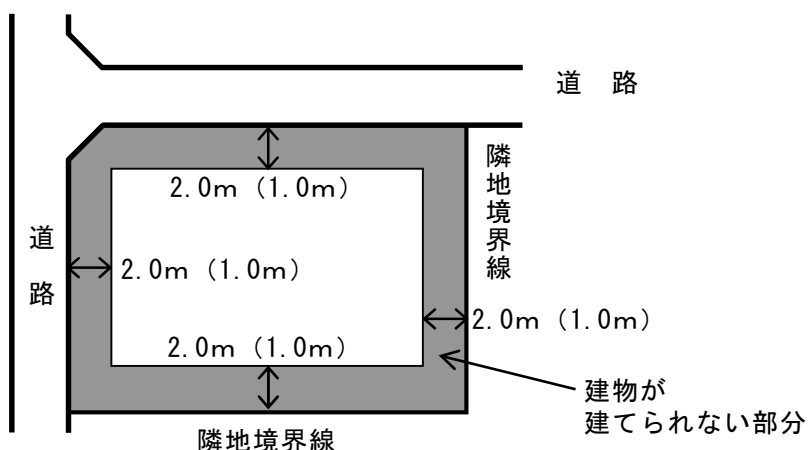 道　路
2.0m（1.0m）
隣地境界線
道路
2.0m（1.0m）
2.0m（1.0m）
2.0m（1.0m）
建物が
建てられない部分
隣地境界線